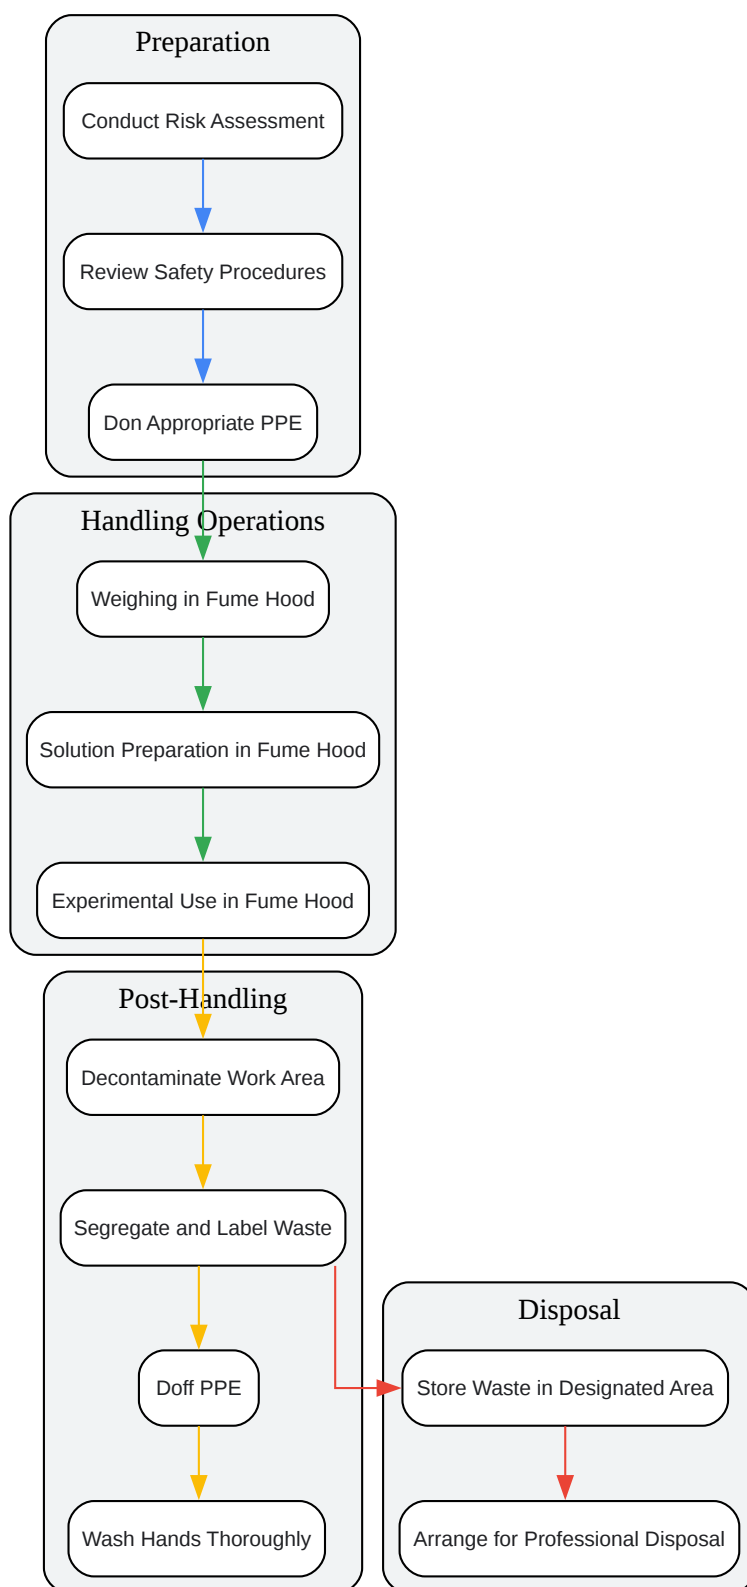 Preparation
Conduct Risk Assessment
Review Safety Procedures
Don Appropriate PPE
Handling Operations
Weighing in Fume Hood
Solution Preparation in Fume Hood
Experimental Use in Fume Hood
Post-Handling
Decontaminate Work Area
Segregate and Label Waste
Doff PPE
Wash Hands Thoroughly
Disposal
Store Waste in Designated Area
Arrange for Professional Disposal